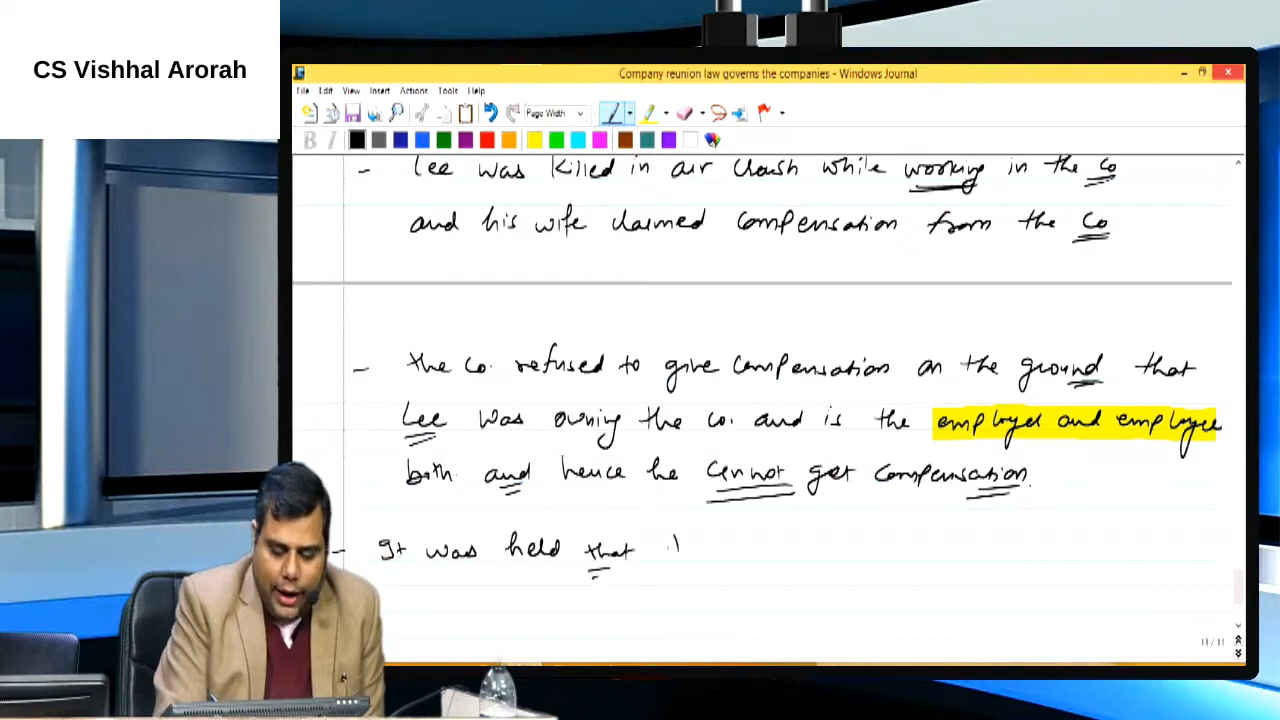 CS Vishhal Arorah
Company reunion law governs the companies - Windows Journal
File Edit View Insert Actions Tools Help
Page Width
B I
- Lee was killed in air crash while working in the co
and his wife claimed compensation from the co
- the co. refused to give compensation on the ground that
Lee was owning the co. and is the employer and employee
both and hence he cannot get compensation.
- It was held that
11/11